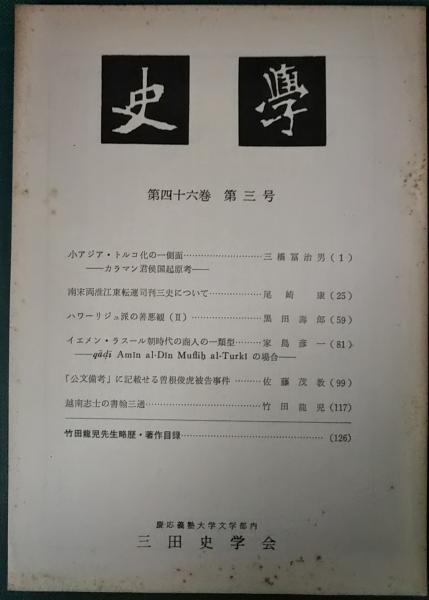 史學
第四十六巻 第三号
小アジア・トルコ化の一側面…………………………三橋冨治男(1)
——カラマン君侯国起原考——
南宋両淮江東転運司刊三史について…………尾崎康(25)
ハワーリジュ派の善悪観(II)…………………黒田壽郎(59)
イエメン・ラスール朝時代の商人の一類型…………家島彦一(81)
——qāḍī Amīn al-Dīn Mufliḥ al-Turkī の場合——
『公文備考』に記載せる曽根俊虎被告事件…………佐藤茂教(99)
越南志士の書翰三通……………………竹田龍児(117)
竹田龍児先生略歴・著作目録………………………………(126)
慶応義塾大学文学部内
三田史学会